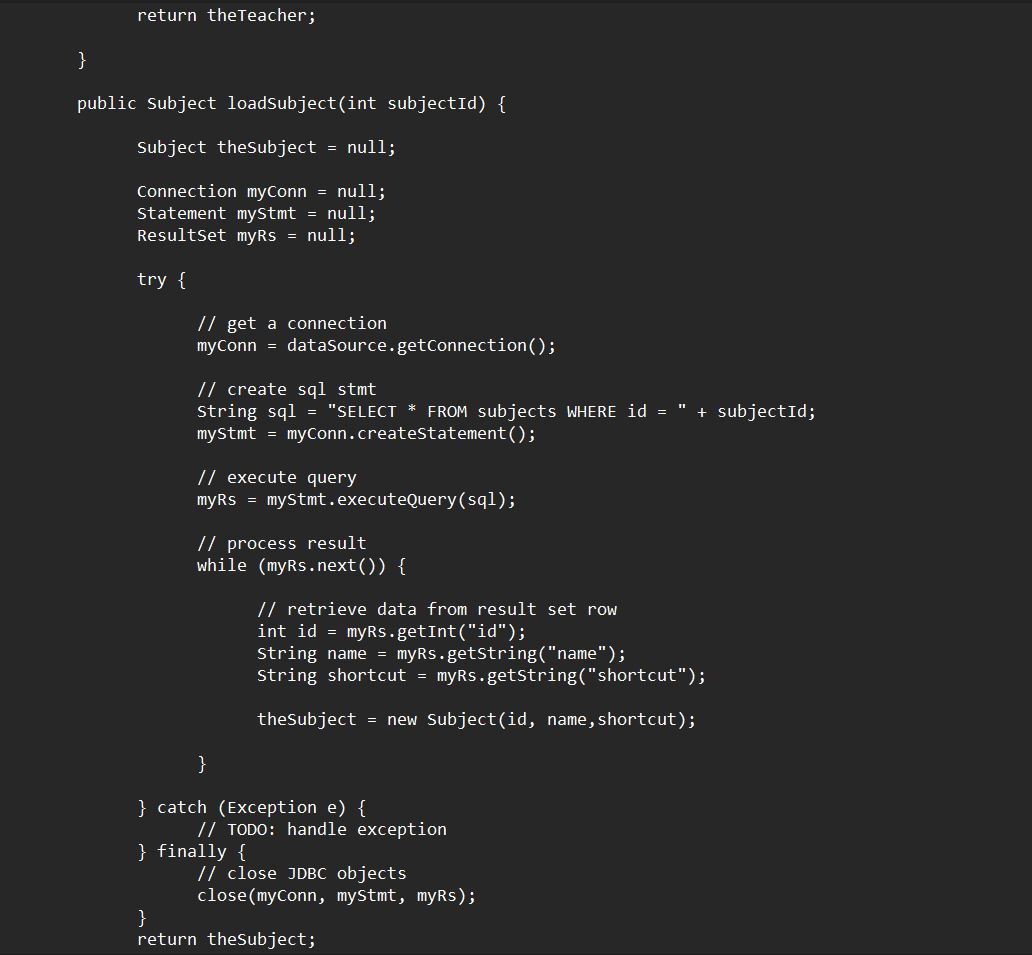 return theTeacher;
}
public Subject loadSubject(int subjectId) {
Subject theSubject = null;
Connection myConn = null;
Statement myStmt = null;
ResultSet myRs = null;
try {
// get a connection
myConn = dataSource.getConnection();
// create sql stmt
String sql = "SELECT * FROM subjects WHERE id = " + subjectId;
myStmt = myConn.createStatement();
// execute query
myRs = myStmt.executeQuery(sql);
// process result
while (myRs.next()) {
// retrieve data from result set row
int id = myRs.getInt("id");
String name = myRs.getString("name");
String shortcut = myRs.getString("shortcut");
theSubject = new Subject(id, name,shortcut);
}
} catch (Exception e) {
// TODO: handle exception
} finally {
// close JDBC objects
close(myConn, myStmt, myRs);
}
return theSubject;